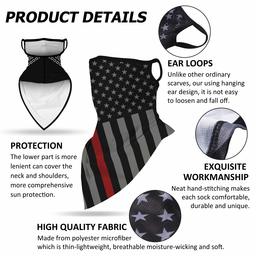 PRODUCT DETAILS
EAR LOOPS
Unlike other ordinary
scarves, our using hanging
ear design, it is not easy
to loosen and fall off.
PROTECTION
The lower part is more
lenient can cover the neck
and shoulders,
more comprehensive
sun protection.
EXQUISITE
WORKMANSHIP
Neat hand-stitching makes
each sock comfortable,
durable and unique.
HIGH QUALITY FABRIC
Made from polyester microfiber
which is thin-lightweight, breathable moisture-wicking and soft.